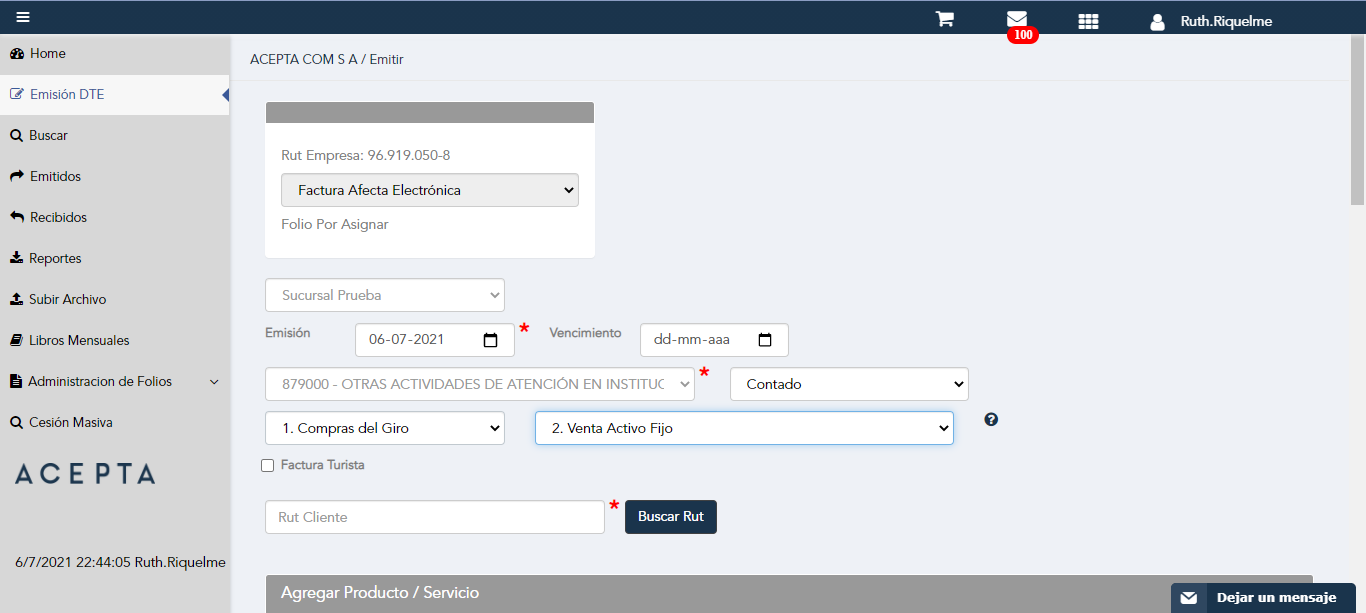 100
Ruth.Riquelme
Home
Emisión DTE
Buscar
Emitidos
Recibidos
Reportes
Subir Archivo
Libros Mensuales
Administracion de Folios
Cesión Masiva
ACEPTA
6/7/2021 22:44:05 Ruth.Riquelme
ACEPTA COM S A / Emitir
Rut Empresa: 96.919.050-8
Factura Afecta Electrónica
Folio Por Asignar
Sucursal Prueba
Emisión 06-07-2021 * Vencimiento dd-mm-aaa
879000 - OTRAS ACTIVIDADES DE ATENCIÓN EN INSTITUC * Contado
1. Compras del Giro 2. Venta Activo Fijo ?
Factura Turista
Rut Cliente * Buscar Rut
Agregar Producto / Servicio
Dejar un mensaje